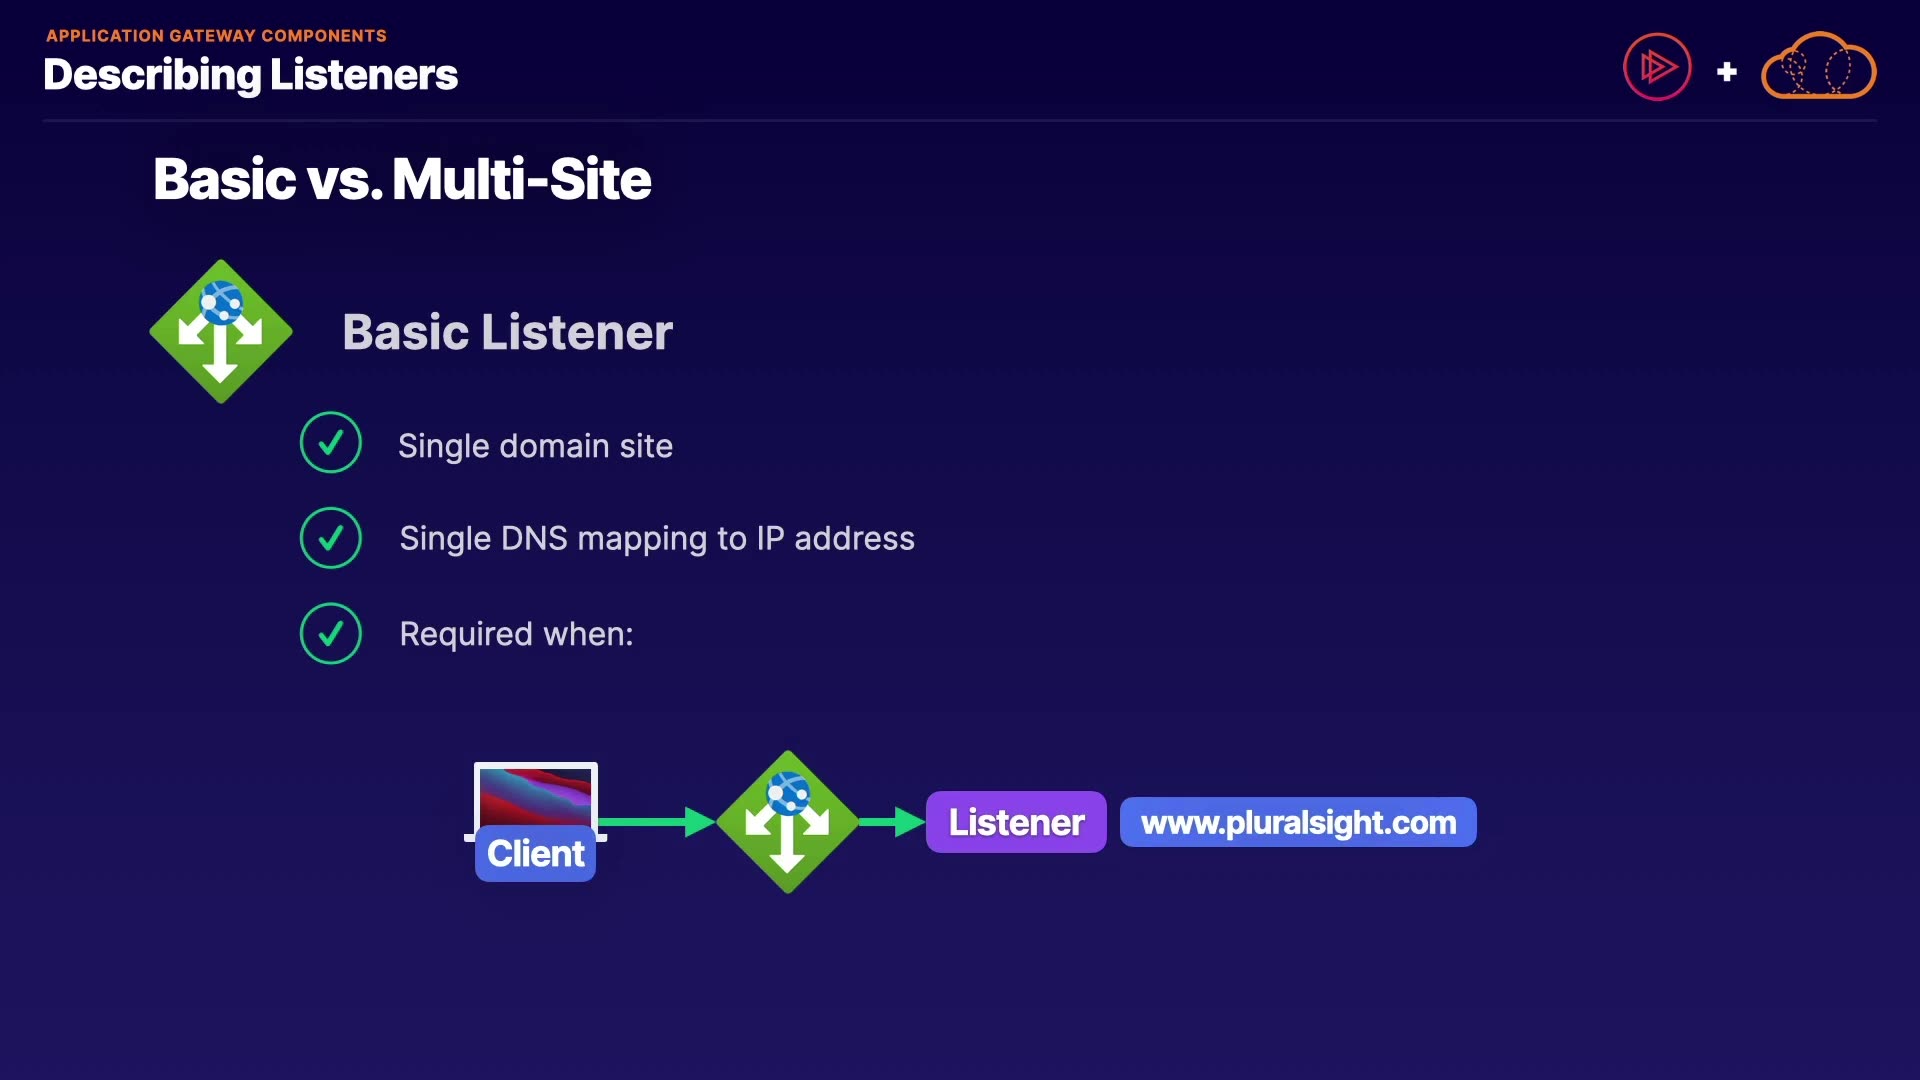 APPLICATION GATEWAY COMPONENTS
Describing Listeners
+
Basic vs. Multi-Site
Basic Listener
Single domain site
Single DNS mapping to IP address
Required when:
Client
Listener
www.pluralsight.com